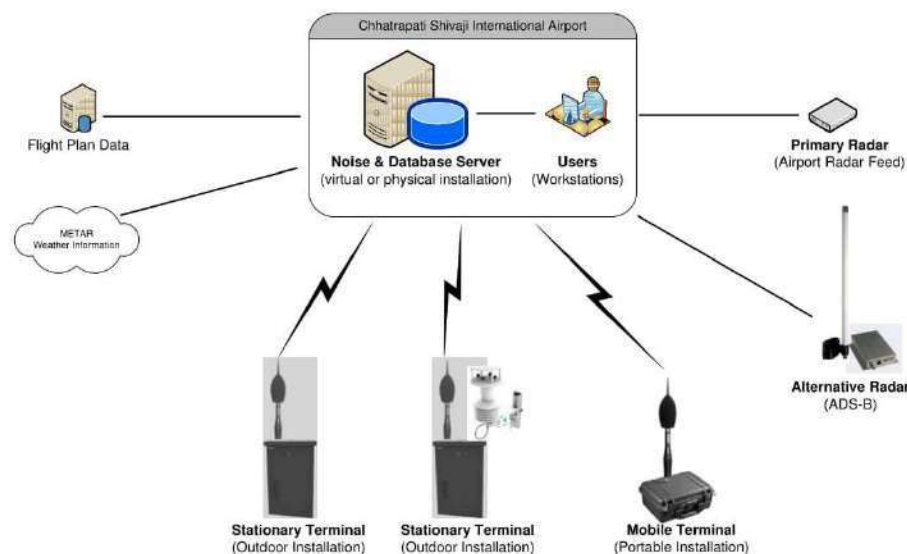 Chhatrapati Shivaji International Airport
Flight Plan Data
Noise & Database Server
(virtual or physical installation)
Users
(Workstations)
Primary Radar
(Airport Radar Feed)
METAR
Weather Information
Alternative Radar
(ADS-B)
Stationary Terminal
(Outdoor Installation)
Stationary Terminal
(Outdoor Installation)
Mobile Terminal
(Portable Installation)